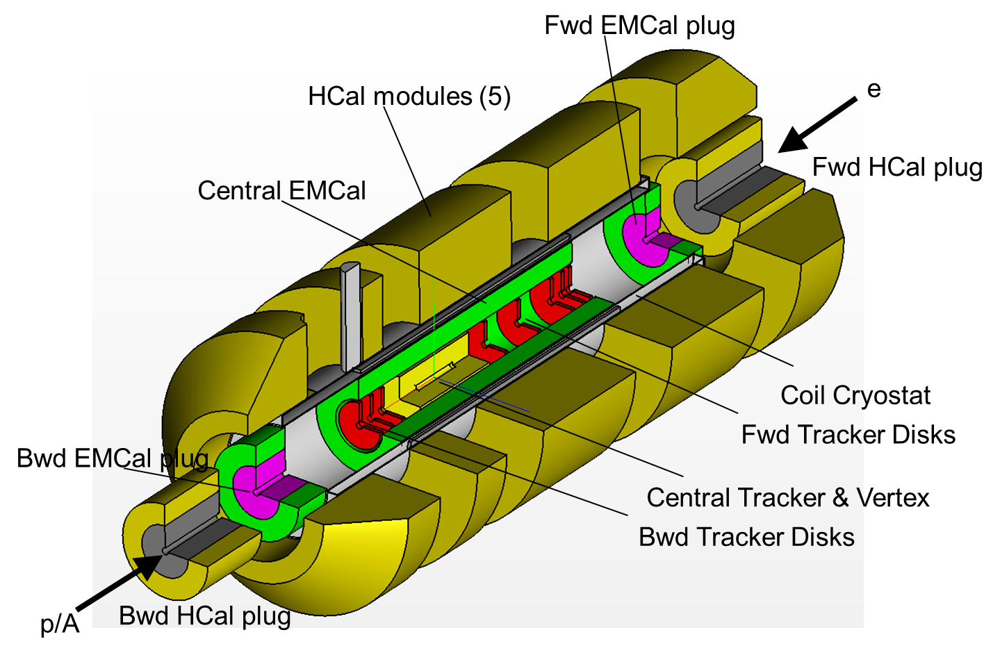 Fwd EMCal plug
HCal modules (5)
e
Fwd HCal plug
Central EMCal
Coil Cryostat
Fwd Tracker Disks
Bwd EMCal plug
Central Tracker & Vertex
Bwd Tracker Disks
Bwd HCal plug
p/A